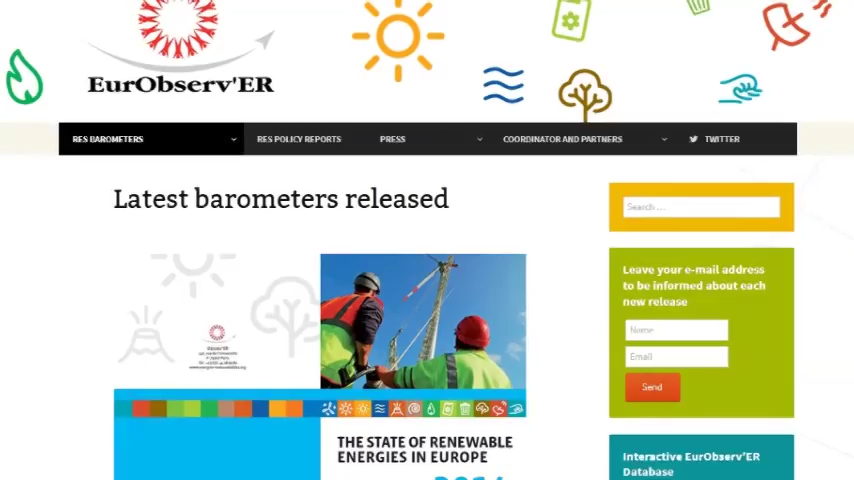 EurObserv'ER
RES BAROMETERS
RES POLICY REPORTS
PRESS
COORDINATOR AND PARTNERS
TWITTER
Latest barometers released
Search ...
Leave your e-mail address
to be informed about each
new release
Name
Email
Send
THE STATE OF RENEWABLE
ENERGIES IN EUROPE
Interactive EurObserv'ER
Database